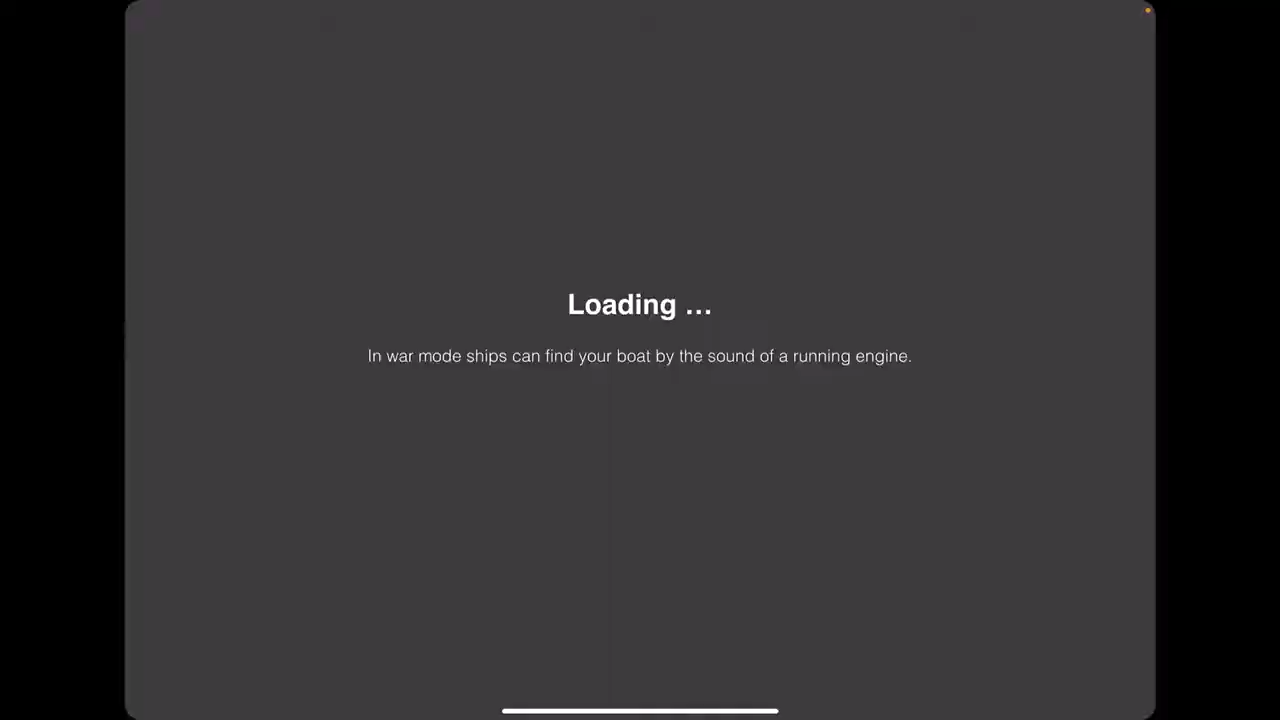 Loading …
In war mode ships can find your boat by the sound of a running engine.